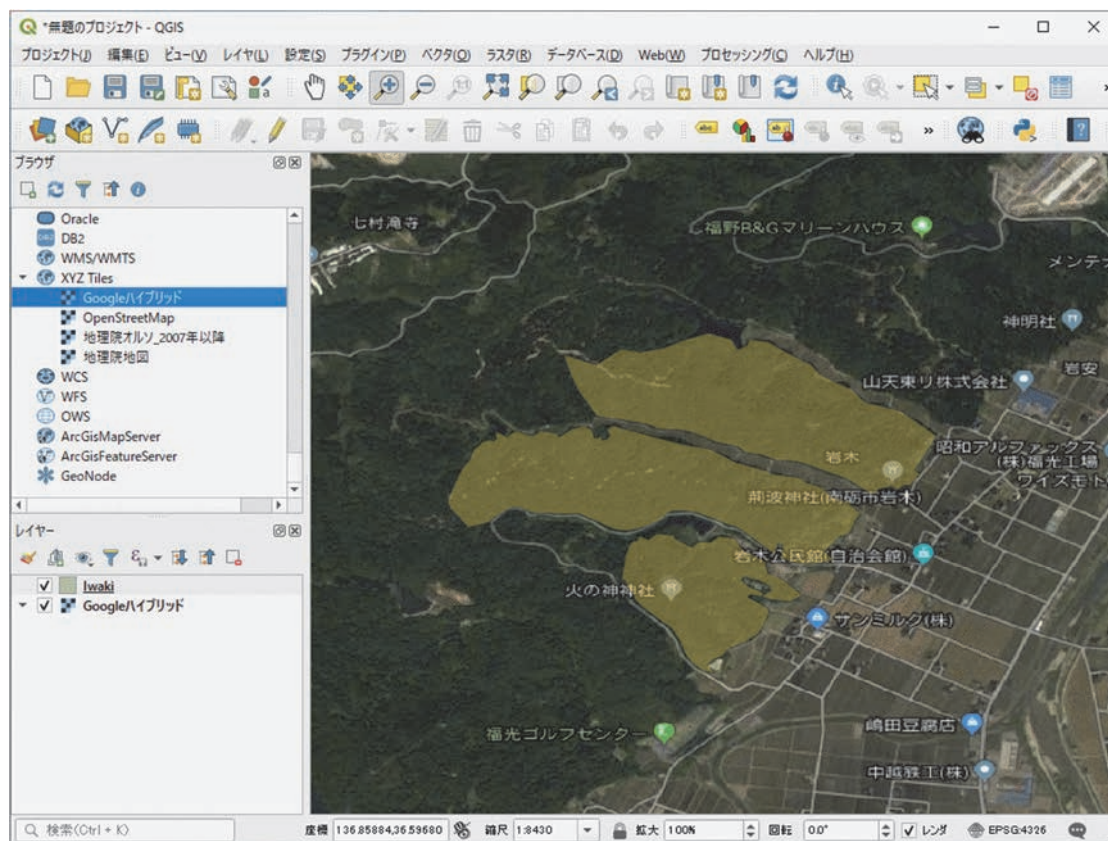 *無題のプロジェクト - QGIS
プロジェクト(J) 編集(E) ビュー(V) レイヤ(L) 設定(S) プラグイン(P) ベクタ(O) ラスタ(R) データベース(D) Web(W) プロセッシング(C) ヘルプ(H)
ブラウザ
Oracle
DB2
WMS/WMTS
XYZ Tiles
Googleハイブリッド
OpenStreetMap
地理院オルソ_2007年以降
地理院地図
WCS
WFS
OWS
ArcGisMapServer
ArcGisFeatureServer
GeoNode
レイヤー
Iwaki
Googleハイブリッド
七村滝寺
福野B&Gマリーンハウス
メンテナ
神明社
岩安
山天東リ株式会社
昭和アルファックス
(株)福光工場
ワイズモト
岩木
荊波神社(南砺市岩木)
岩木公民館(自治会館)
火の神神社
サンミルク(株)
嶋田豆腐店
福光ゴルフセンター
中越鉄工(株)
検索(Ctrl + K) 座標 136.85884,36.59680 縮尺 1:8430 拡大 100% 回転 0.0° レンダ EPSG:4326